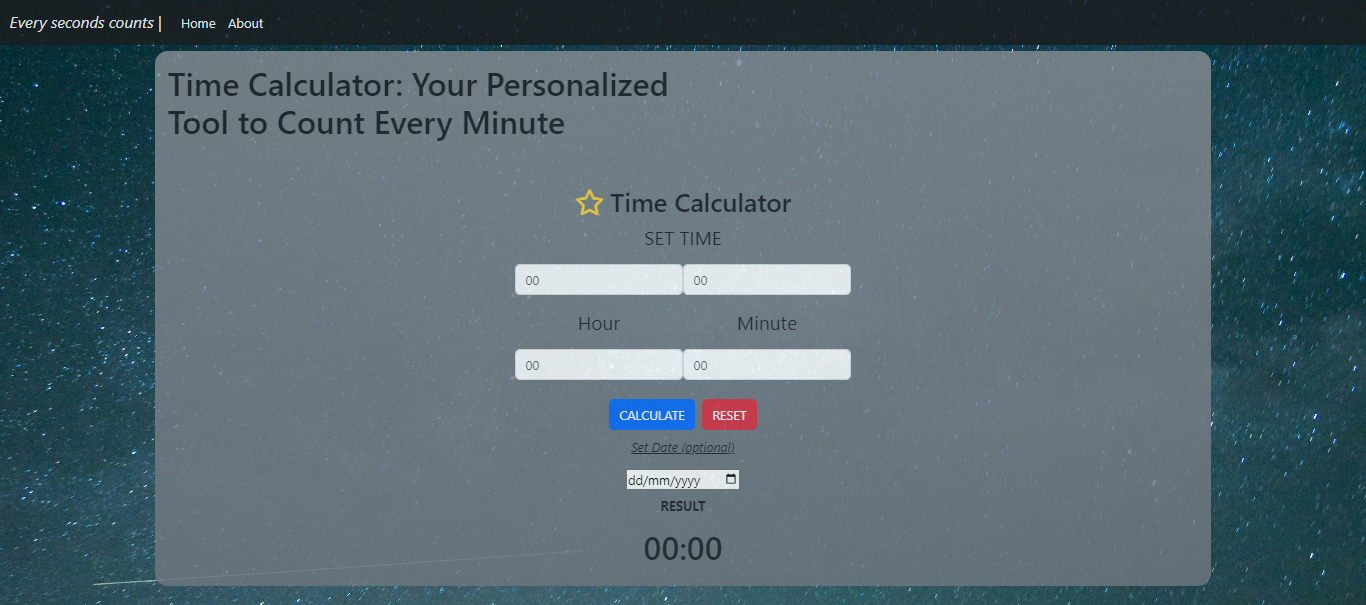 Every seconds counts | Home About
Time Calculator: Your Personalized
Tool to Count Every Minute
Time Calculator
SET TIME
00 00
Hour Minute
00 00
CALCULATE RESET
Set Date (optional)
dd/mm/yyyy
RESULT
00:00